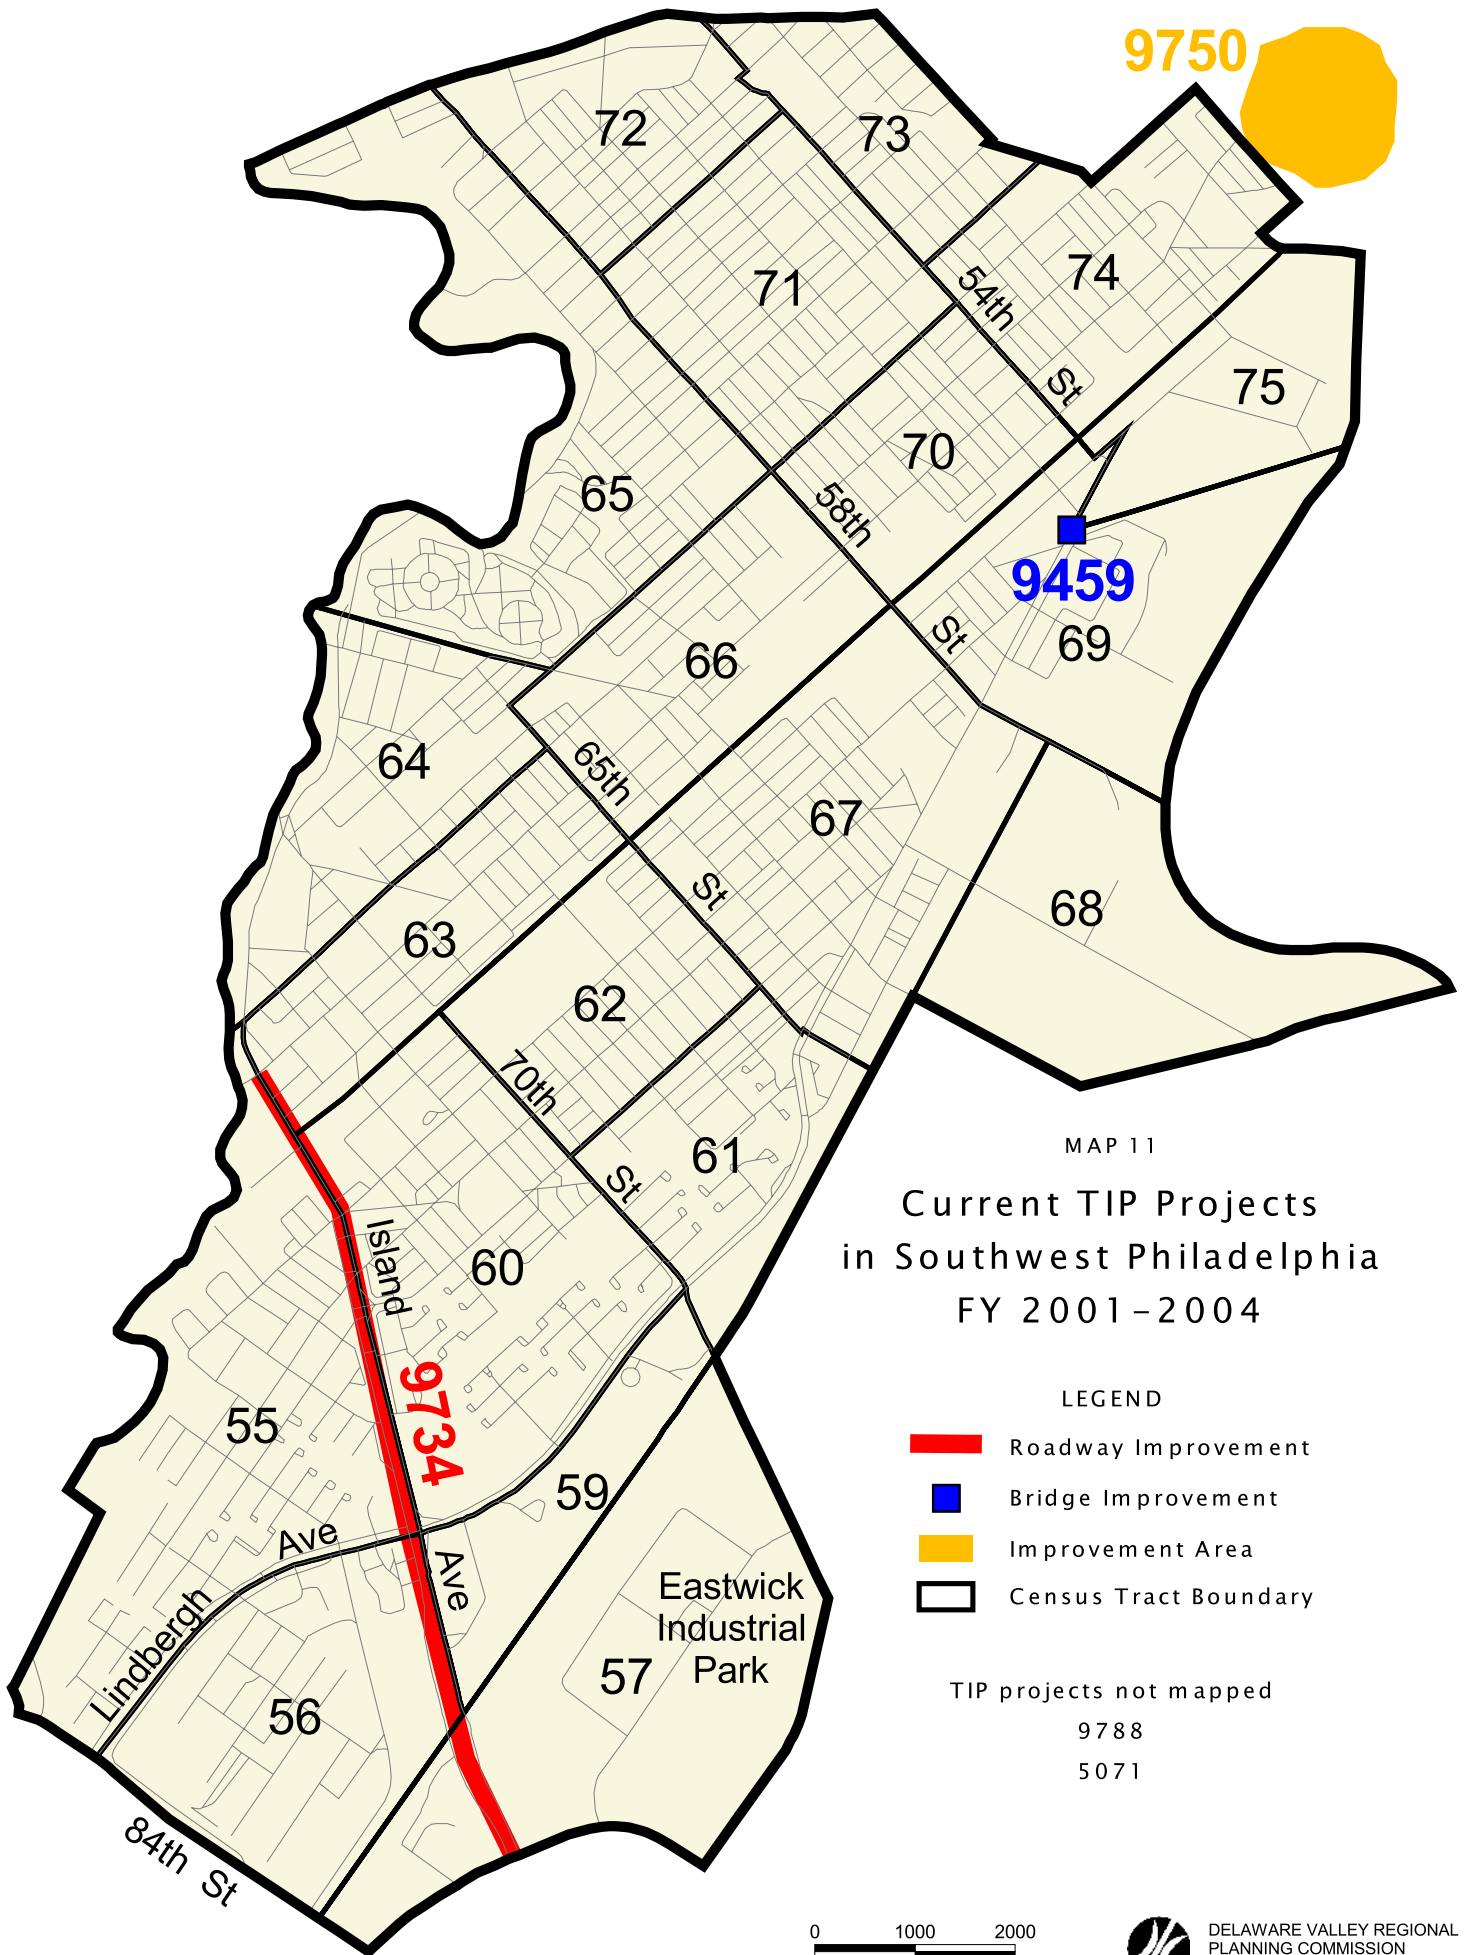 9750
72
73
74
71
54th
St
75
70
65
58th
9459
St
69
66
64
65th
67
St
68
63
62
70th
61
St
MAP 11
Current TIP Projects
in Southwest Philadelphia
FY 2001-2004
Island
60
9734
LEGEND
Roadway Improvement
Bridge Improvement
Improvement Area
Census Tract Boundary
55
59
Ave
Ave
Lindbergh
Eastwick
Industrial
Park
57
56
TIP projects not mapped
9788
5071
84th St
0 1000 2000
DELAWARE VALLEY REGIONAL
PLANNING COMMISSION